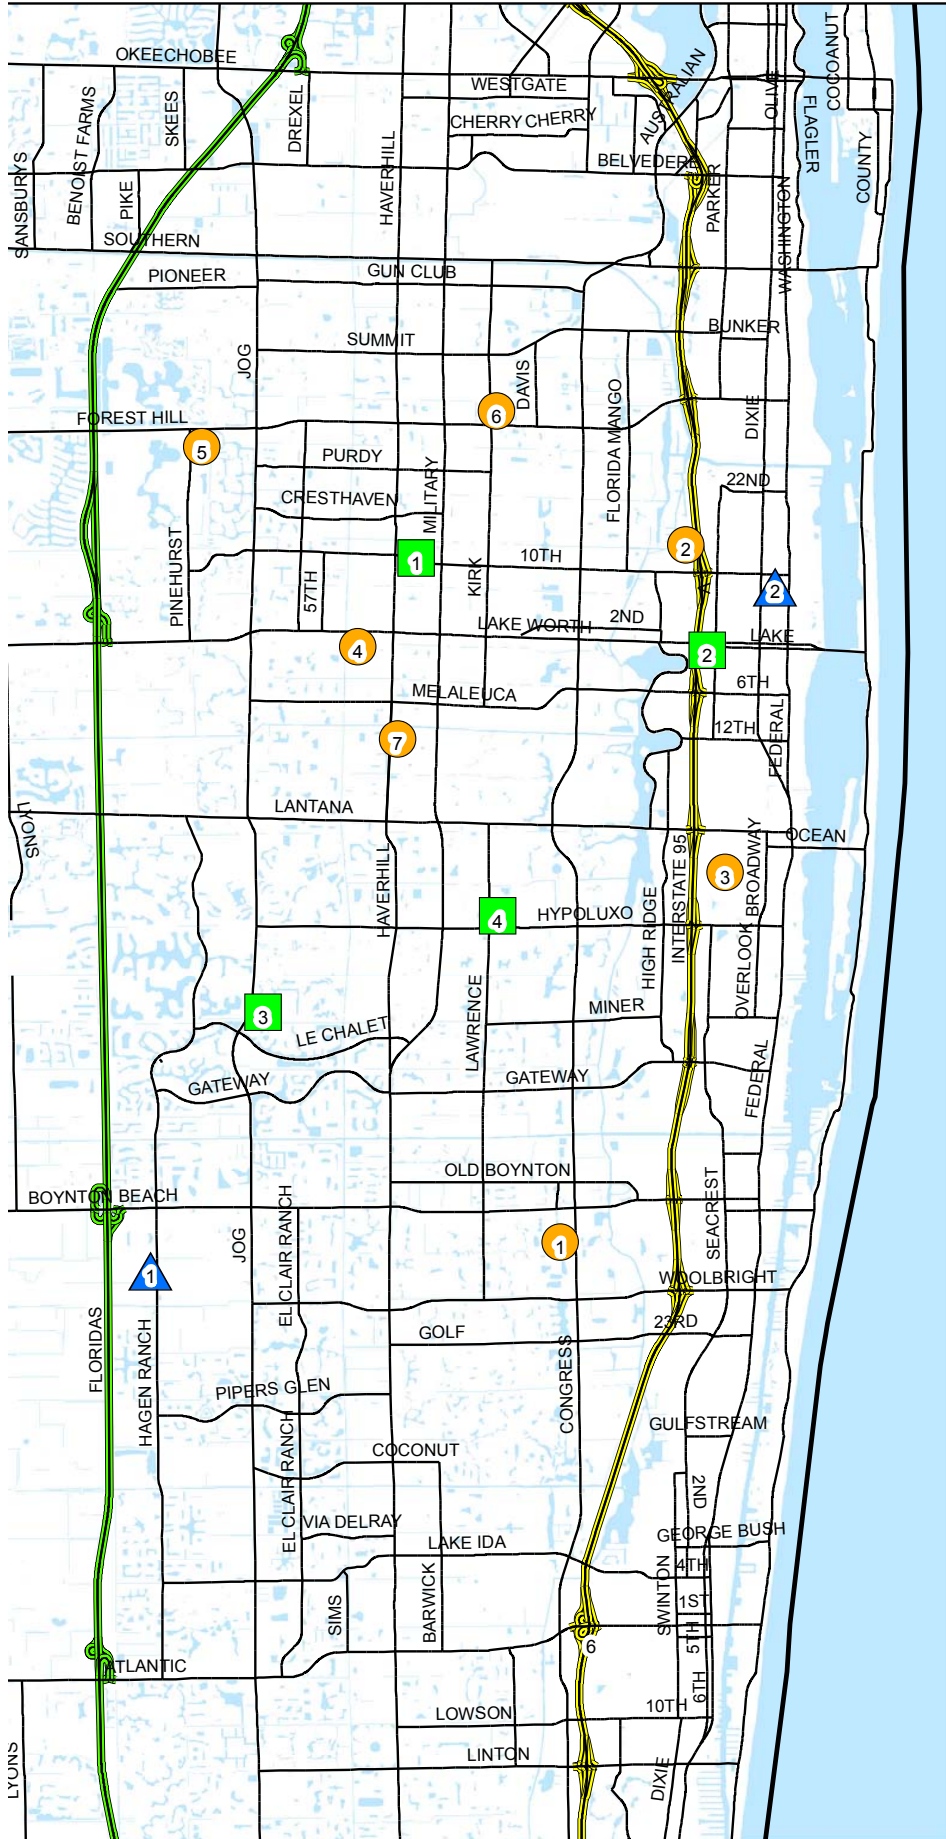 OKEECHOBEE
COCOANUT
WESTGATE
AUSTRALIAN
OLIVE
FLAGLER
SKES
DREXEL
BENOIST FARMS
CHERRY CHERRY
HAVERHILL
BELVEDERE
COUNTY
SANSBURYS
PIKE
PARKER
WASHINGTON
SOUTHERN
PIONEER
GUN CLUB
BUNKER
SUMMIT
JOG
DAVIS
FLORIDA MANGO
DIXIE
FOREST HILL
6
5
PURDY
MILITARY
22ND
CRESTHAVEN
PINEHURST
1
10TH
2
57TH
KIRK
2
2ND
LAKE WORTH
LAKE
4
2
MELALEUCA
6TH
12TH
FEDERAL
7
LANTANA
LYONS
OCEAN
INTERSTATE 95
BROADWAY
HAVERHILL
3
HIGH RIDGE
4
HYPOLUXO
OVERLOOK
LAWRENCE
3
MINER
LE CHALET
GATEWAY
GATEWAY
FEDERAL
OLD BOYNTON
BOYNTON BEACH
SEACREST
JOG
EL CLAIR RANCH
1
1
WOOLBRIGHT
FLORIDAS
HAGEN RANCH
GOLF
23RD
CONGRESS
PIPERS GLEN
GULFSTREAM
EL CLAIR RANCH
COCONUT
2ND
VIA DELRAY
GEORGE BUSH
LAKE IDA
4TH
SWINTON
SIMS
BARWICK
1ST
5TH
6
ATLANTIC
9TH
10TH
LOWSON
LINTON
LYONS
DIXIE